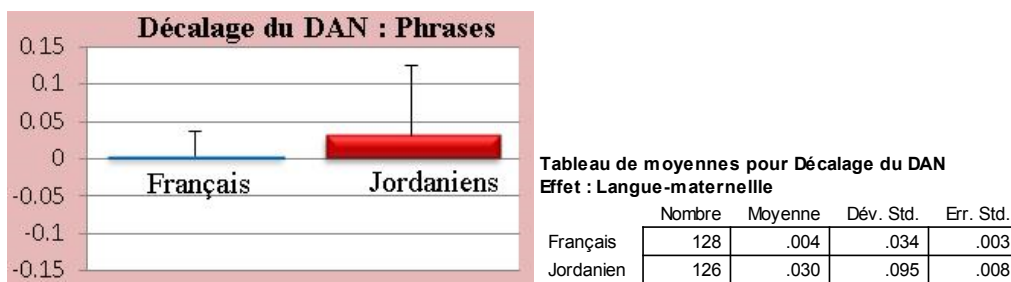 Décalage du DAN : Phrases
0.15
0.1
0.05
0
-0.05
-0.1
-0.15
Français Jordaniens
Tableau de moyennes pour Décalage du DAN
Effet : Langue-maternellle
Nombre Moyenne Dév. Std. Err. Std.
Français 128 .004 .034 .003
Jordanien 126 .030 .095 .008